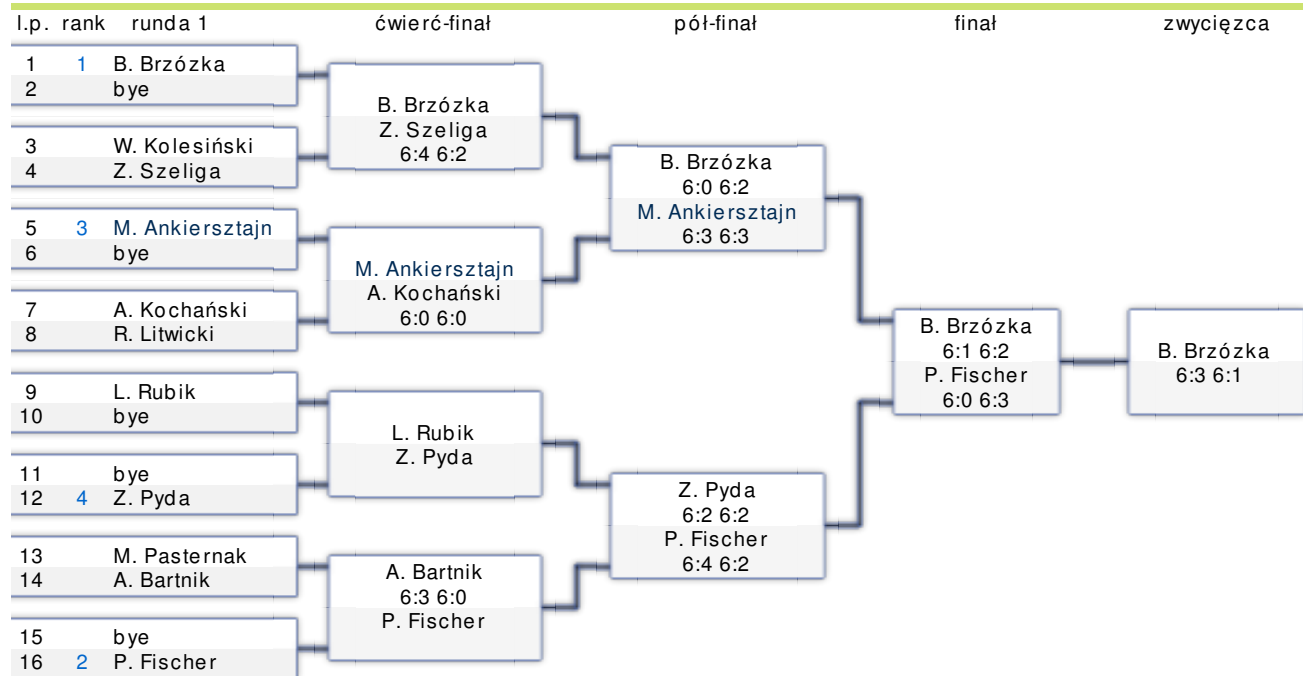 l.p. rank runda 1 ćwierć-finał pół-finał finał zwycięzca
1 1 B. Brzózka
2 bye
3 W. Kolesiński
4 Z. Szeliga
5 3 M. Ankiersztajn
6 bye
7 A. Kochański
8 R. Litwicki
9 L. Rubik
10 bye
11 bye
12 4 Z. Pyda
13 M. Pasternak
14 A. Bartnik
15 bye
16 2 P. Fischer
B. Brzózka
Z. Szeliga
6:4 6:2
M. Ankiersztajn
A. Kochański
6:0 6:0
L. Rubik
Z. Pyda
A. Bartnik
6:3 6:0
P. Fischer
B. Brzózka
6:0 6:2
M. Ankiersztajn
6:3 6:3
Z. Pyda
6:2 6:2
P. Fischer
6:4 6:2
B. Brzózka
6:1 6:2
P. Fischer
6:0 6:3
B. Brzózka
6:3 6:1